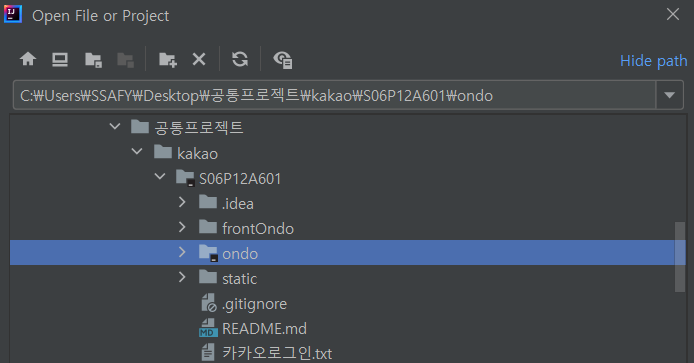 IJ
Open File or Project
Hide path
C:₩Users₩SSAFY₩Desktop₩공통프로젝트₩kakao₩S06P12A601₩ondo
공통프로젝트
kakao
S06P12A601
.idea
frontOndo
ondo
static
.gitignore
MD README.md
카카오로그인.txt